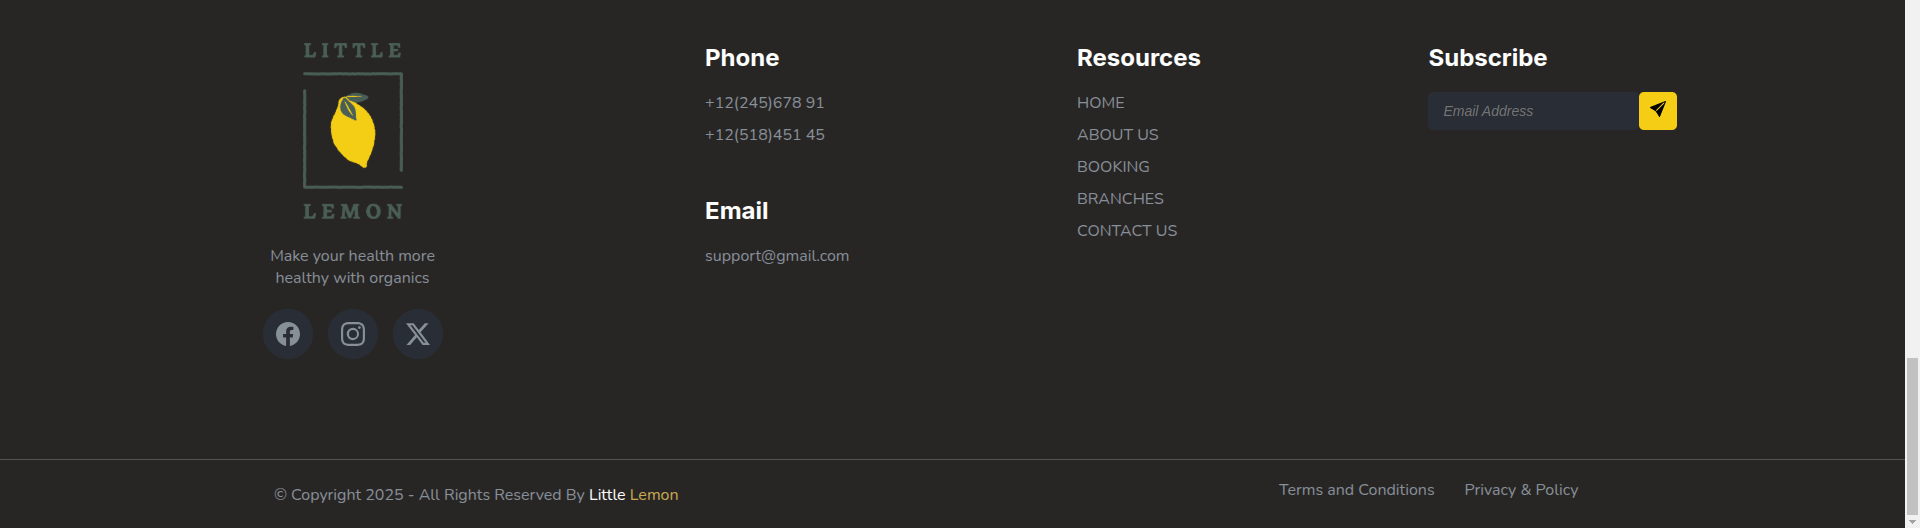 LITTLE
LEMON
Make your health more
healthy with organics
Phone
+12(245)678 91
+12(518)451 45
Email
support@gmail.com
Resources
HOME
ABOUT US
BOOKING
BRANCHES
CONTACT US
Subscribe
Email Address
© Copyright 2025 - All Rights Reserved By Little Lemon
Terms and Conditions
Privacy & Policy